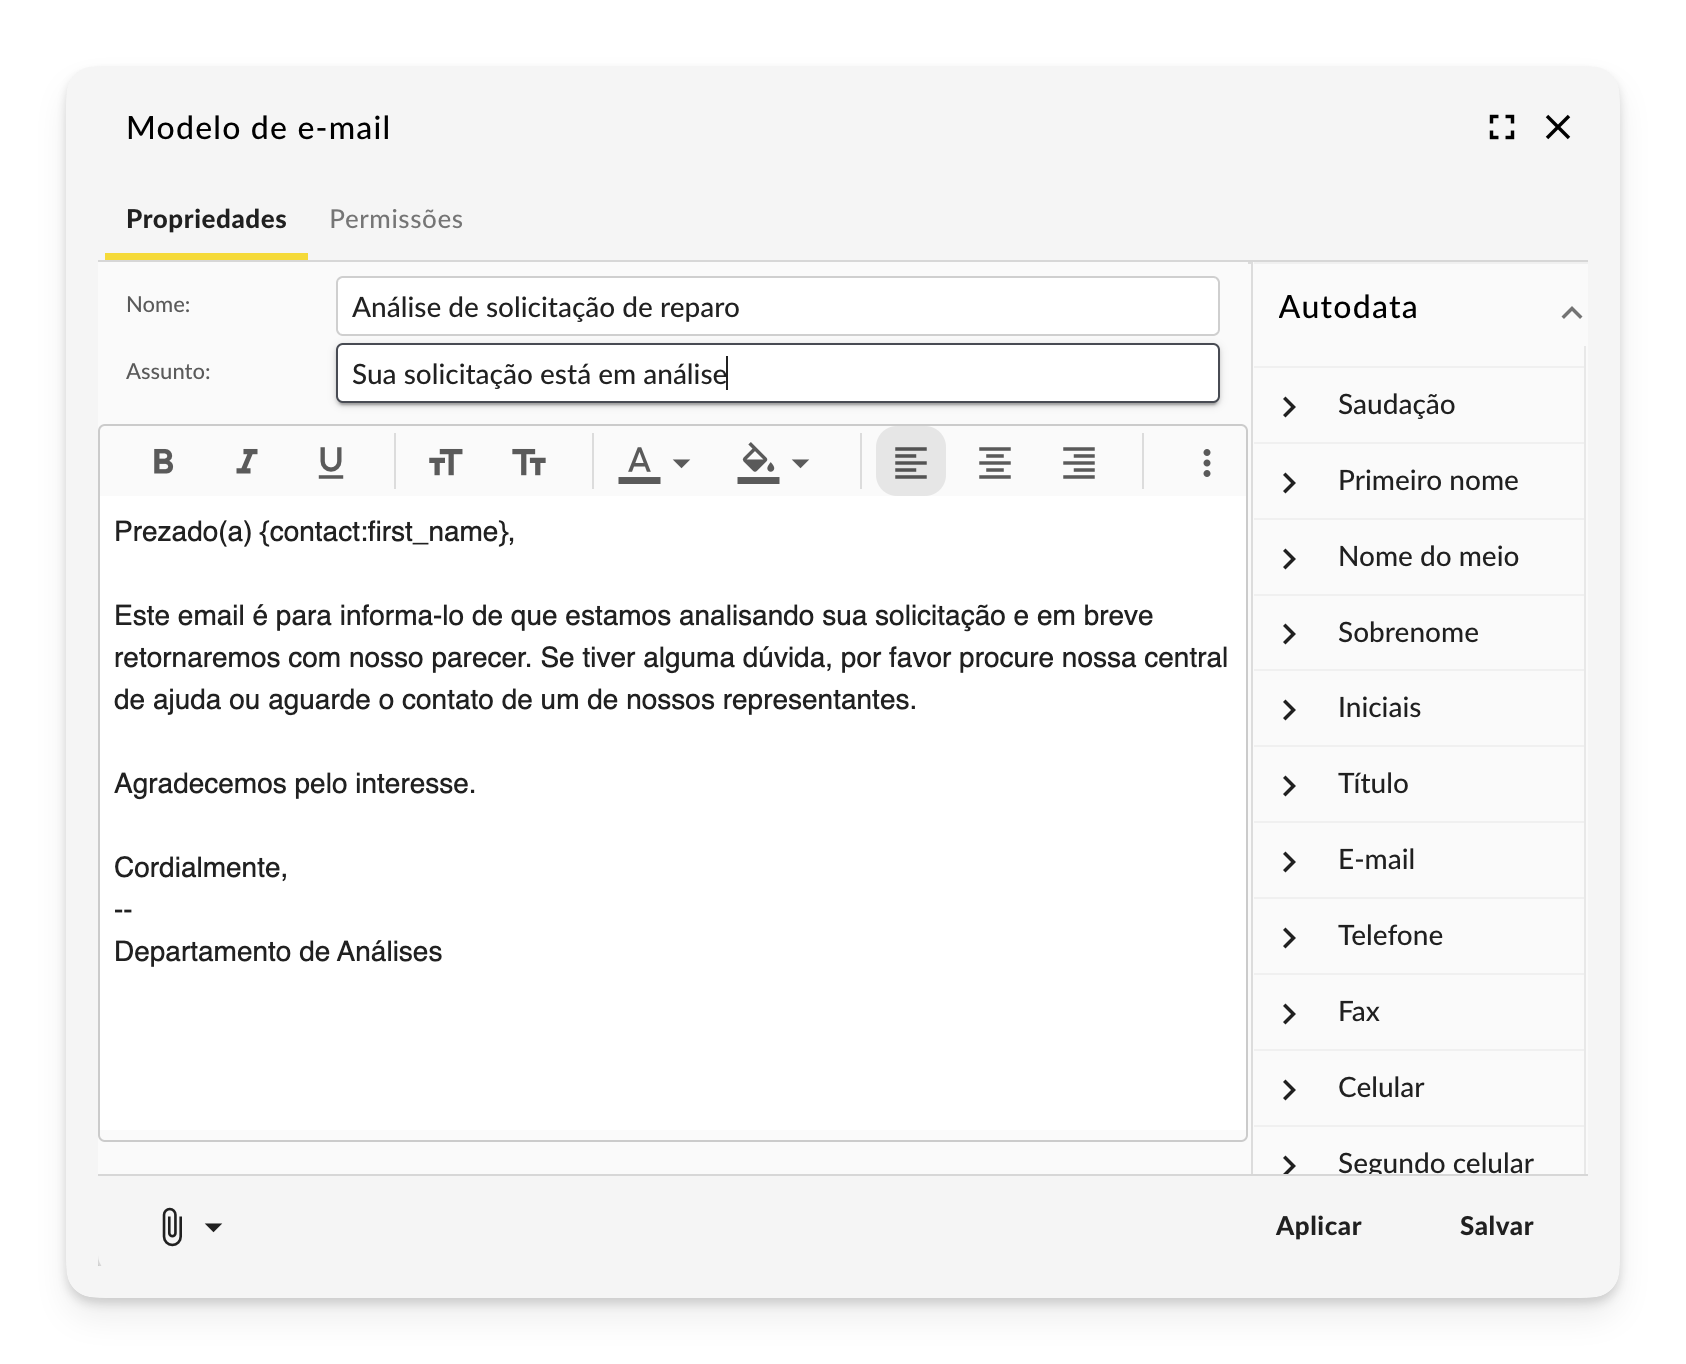 Modelo de e-mail
Propriedades
Permissões
Nome:
Análise de solicitação de reparo
Assunto:
Sua solicitação está em análise
B I U TT TT A
Prezado(a) {contact:first_name},
Este email é para informa-lo de que estamos analisando sua solicitação e em breve
retornaremos com nosso parecer. Se tiver alguma dúvida, por favor procure nossa central
de ajuda ou aguarde o contato de um de nossos representantes.
Agradecemos pelo interesse.
Cordialmente,
--
Departamento de Análises
Autodata
Saudação
Primeiro nome
Nome do meio
Sobrenome
Iniciais
Título
E-mail
Telefone
Fax
Celular
Segundo celular
Aplicar
Salvar